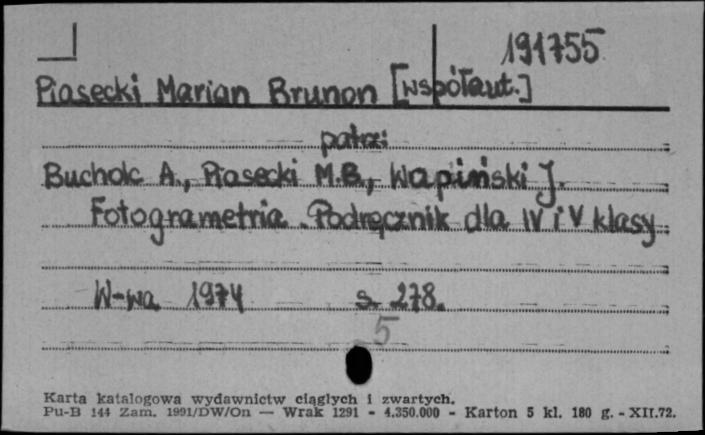 191755
Piasecki Marian Brunon [współaut.]
patrz:
Bucholc A., Piasecki M.B., Wapiński J.
Fotogrametria. Podręcznik dla IV i V klasy
W-wa 1974 s. 278.
5
Karta katalogowa wydawnictw ciągłych i zwartych.
Pu-B 144 Zam. 1991/DW/On — Wrak 1291 - 4.350.000 - Karton 5 kl. 180 g. - XII.72.